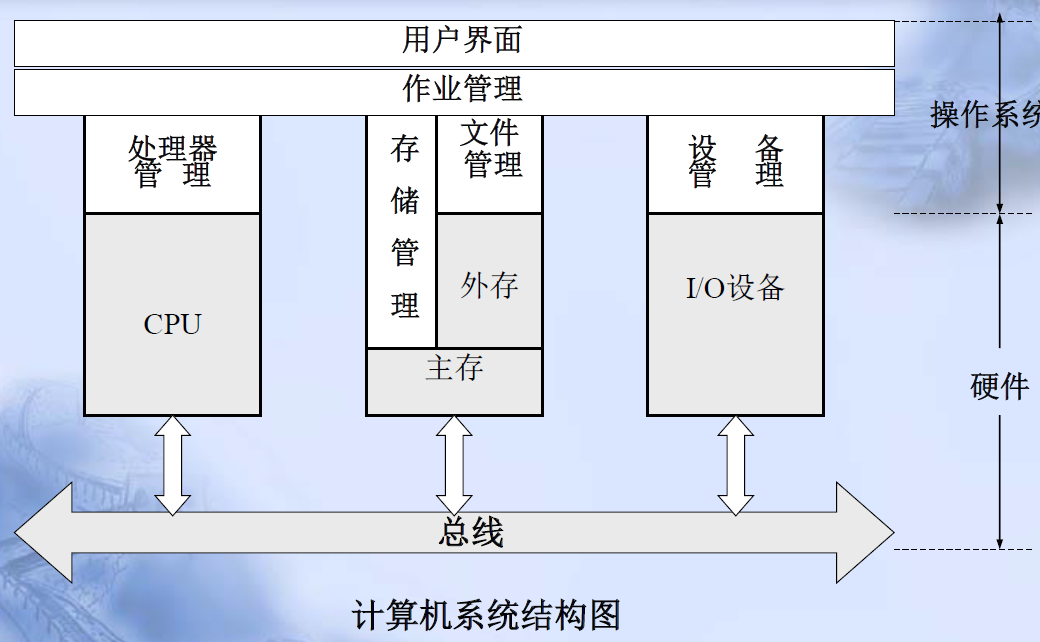 用户界面
作业管理
处理器
管 理
存
储
管
理
文件
管理
设 备
管 理
操作系统
CPU
外存
I/O设备
主存
硬件
总线
计算机系统结构图